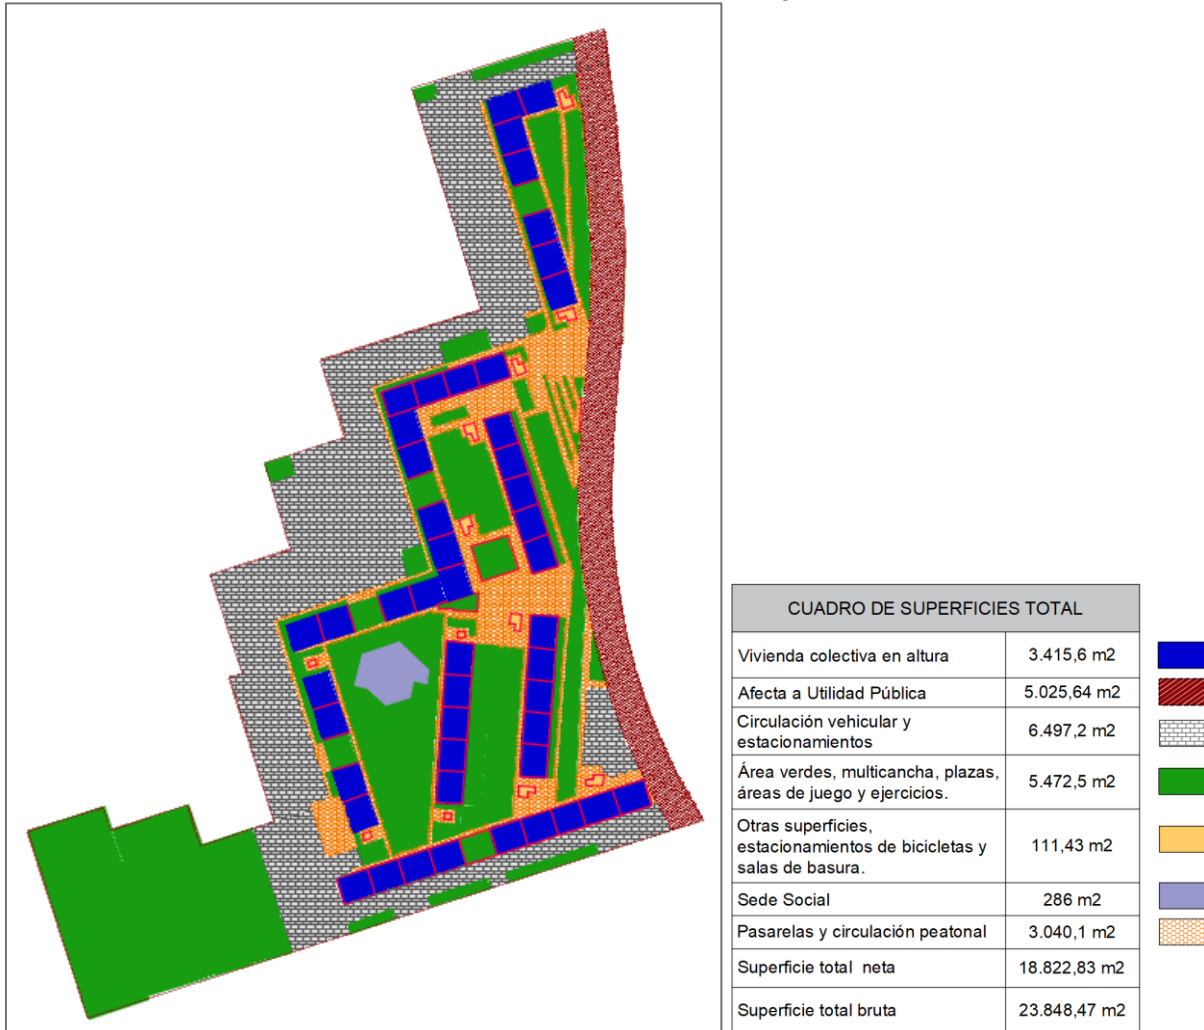 CUADRO DE SUPERFICIES TOTAL
Vivienda colectiva en altura 3.415,6 m2
Afecta a Utilidad Pública 5.025,64 m2
Circulación vehicular y
estacionamientos 6.497,2 m2
Área verdes, multicancha, plazas,
áreas de juego y ejercicios. 5.472,5 m2
Otras superficies,
estacionamientos de bicicletas y 111,43 m2
salas de basura.
Sede Social 286 m2
Pasarelas y circulación peatonal 3.040,1 m2
Superficie total neta 18.822,83 m2
Superficie total bruta 23.848,47 m2